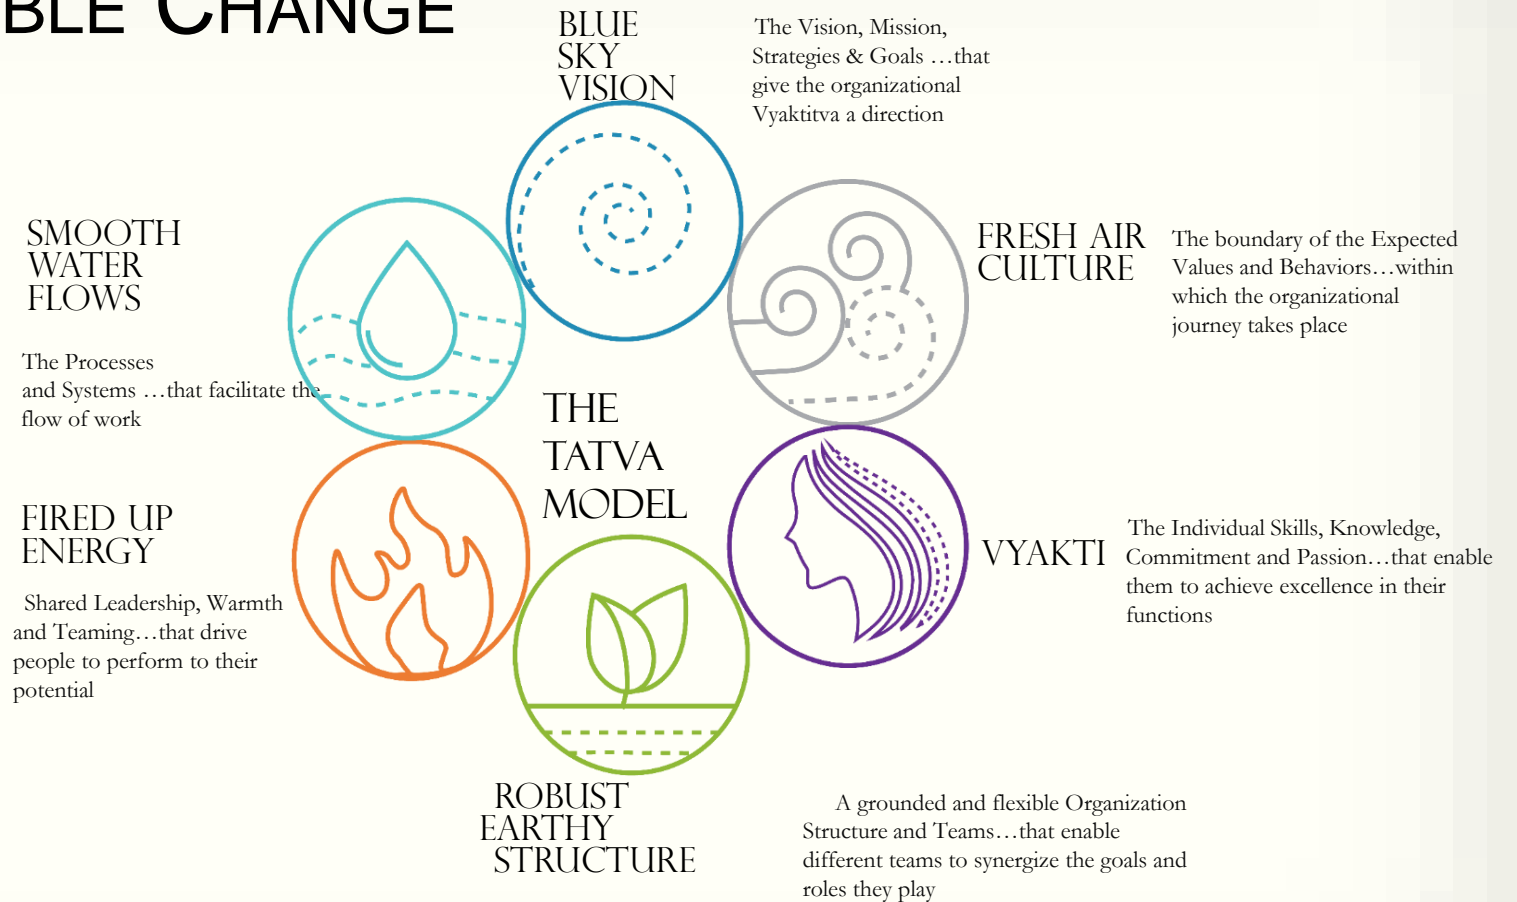 BLE CHANGE
BLUE
SKY
VISION
The Vision, Mission,
Strategies & Goals …that
give the organizational
Vyaktitva a direction
SMOOTH
WATER
FLOWS
The Processes
and Systems …that facilitate the
flow of work
FRESH AIR
CULTURE
The boundary of the Expected
Values and Behaviors…within
which the organizational
journey takes place
THE
TATVA
MODEL
FIRED UP
ENERGY
Shared Leadership, Warmth
and Teaming…that drive
people to perform to their
potential
VYAKTI
The Individual Skills, Knowledge,
Commitment and Passion…that enable
them to achieve excellence in their
functions
ROBUST
EARTHY
STRUCTURE
A grounded and flexible Organization
Structure and Teams…that enable
different teams to synergize the goals and
roles they play